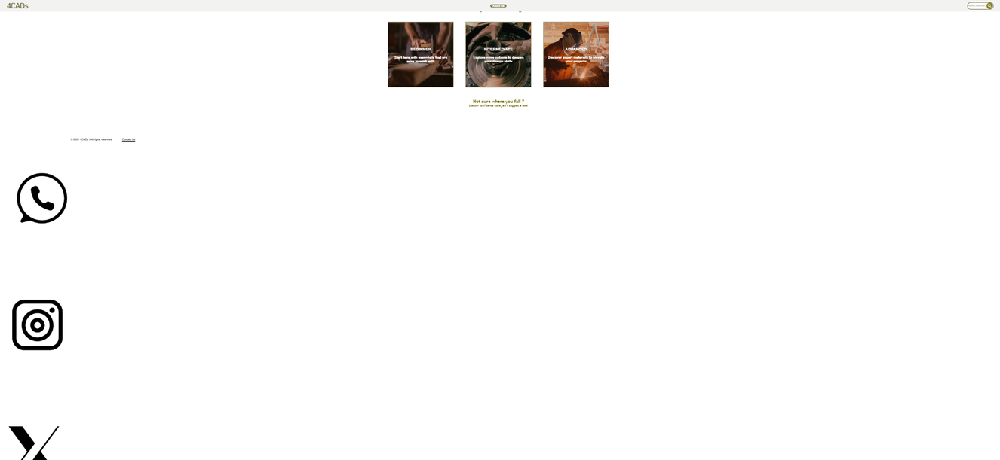 4CADs
About Us
BEGINNER
Start here with essentials that are
easy to work with
INTERMEDIATE
Explore more options to deepen
your design skills
ADVANCED
Discover expert materials to elevate
your projects
Not sure where you fall ?
Use our confidence scale, we'll suggest a level
© 2024 4CADs | All rights reserved.
Contact Us